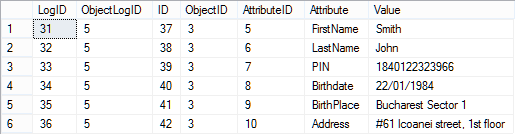 LogID ObjectLogID ID ObjectID AttributeID Attribute Value
1 31 5 37 3 5 FirstName Smith
2 32 5 38 3 6 LastName John
3 33 5 39 3 7 PIN 1840122323966
4 34 5 40 3 8 Birthdate 22/01/1984
5 35 5 41 3 9 BirthPlace Bucharest Sector 1
6 36 5 42 3 10 Address #61 Icoanei street, 1st floor